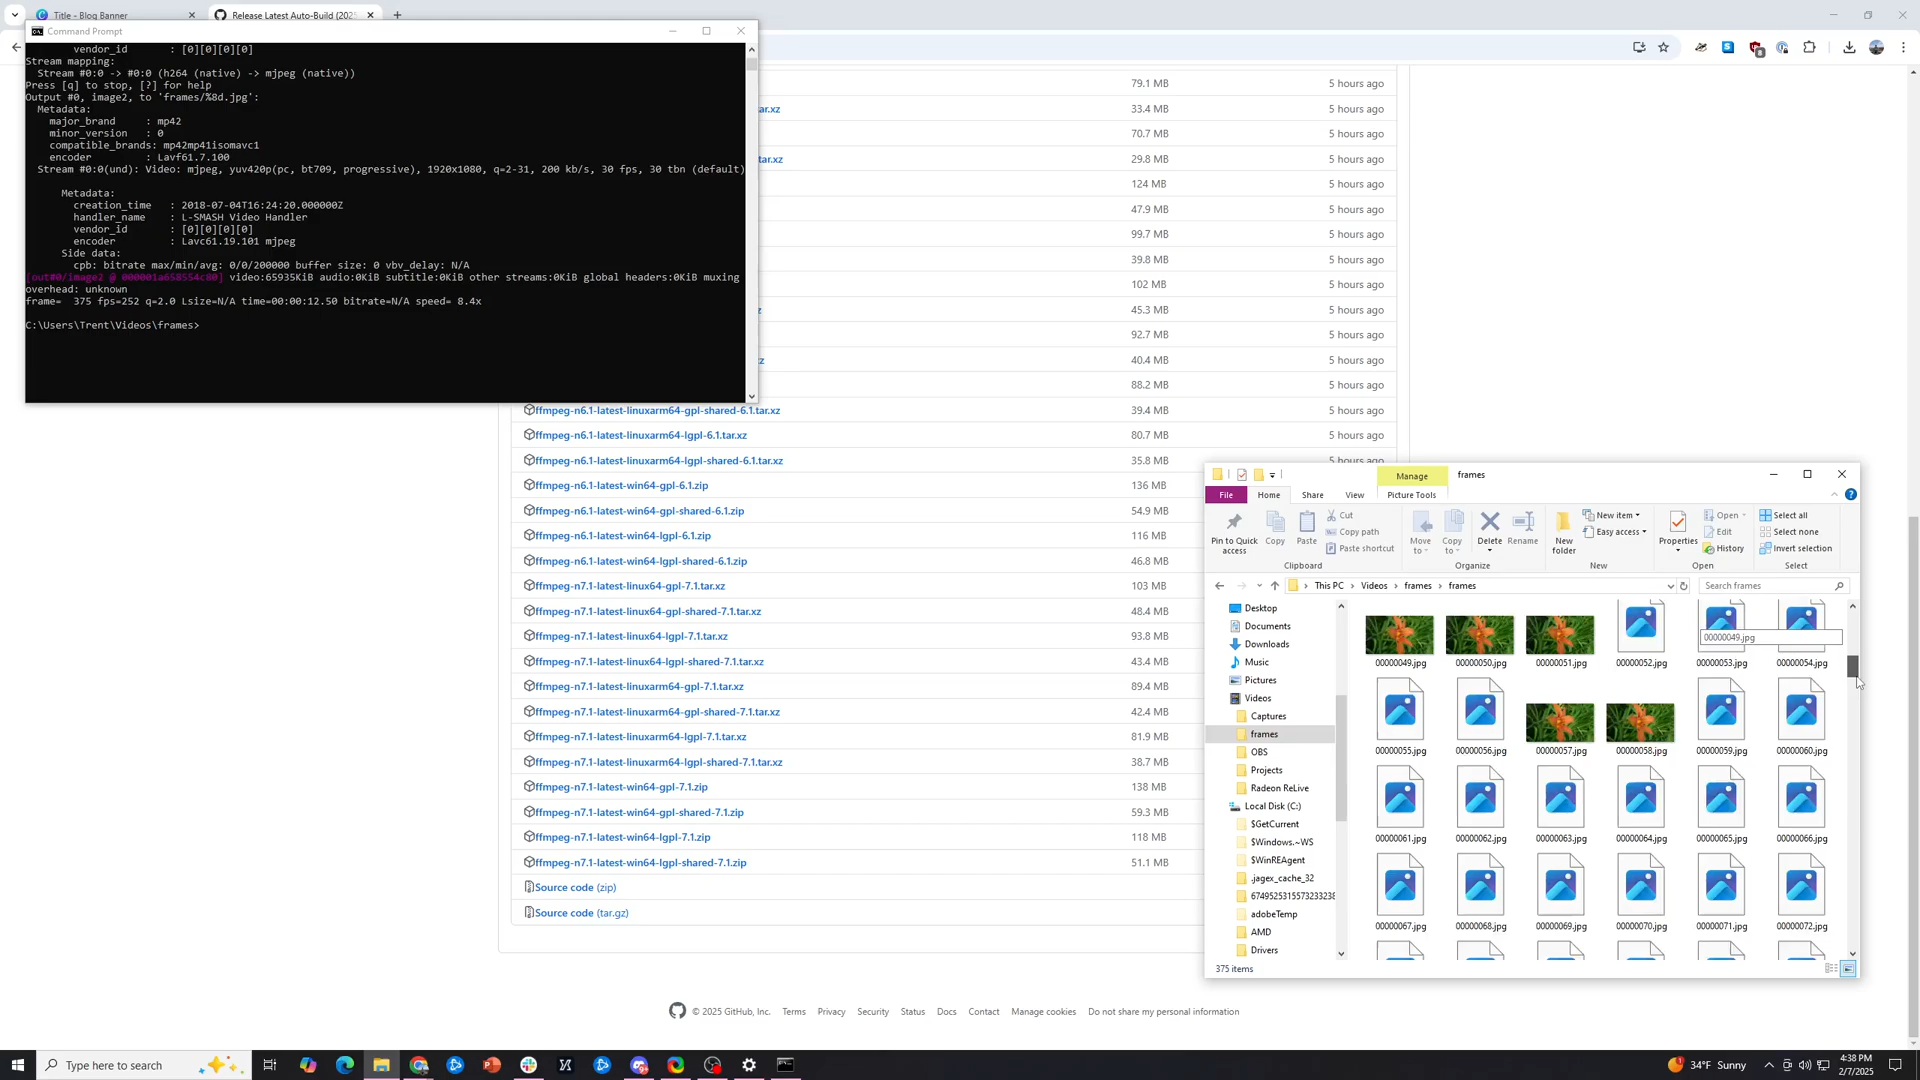 Title - Blog Banner
Release Latest Auto-Build (202
Command Prompt
vendor_id : [0][0][0][0]
Stream mapping:
Stream #0:0 -> #0:0 (h264 (native) -> mjpeg (native))
Press [q] to stop, [?] for help
Output #0, image2, to 'frames/%8d.jpg':
Metadata:
major_brand : mp42
minor_version : 0
compatible_brands: mp42mp41isomavc1
encoder : Lavf61.7.100
Stream #0:0(und): Video: mjpeg, yuv420p(pc, bt709, progressive), 1920x1080, q=2-31, 200 kb/s, 30 fps, 30 tbn (default)
Metadata:
creation_time : 2018-07-04T16:24:20.000000Z
handler_name : L-SMASH Video Handler
vendor_id : [0][0][0][0]
encoder : Lavc61.19.101 mjpeg
Side data:
cpb: bitrate max/min/avg: 0/0/200000 buffer size: 0 vbv_delay: N/A
[out#0/image2 @ 000001a658554c80] video:65935KiB audio:0KiB subtitle:0KiB other streams:0KiB global headers:0KiB muxing
overhead: unknown
frame= 375 fps=252 q=2.0 Lsize=N/A time=00:00:12.50 bitrate=N/A speed= 8.4x
C:\Users\Trent\Videos\frames>
79.1 MB 5 hours ago
ar.xz 33.4 MB 5 hours ago
70.7 MB 5 hours ago
tar.xz 29.8 MB 5 hours ago
124 MB 5 hours ago
47.9 MB 5 hours ago
99.7 MB 5 hours ago
39.8 MB 5 hours ago
102 MB 5 hours ago
z 45.3 MB 5 hours ago
92.7 MB 5 hours ago
z 40.4 MB 5 hours ago
88.2 MB 5 hours ago
ffmpeg-n6.1-latest-linuxarm64-gpl-shared-6.1.tar.xz 39.4 MB 5 hours ago
ffmpeg-n6.1-latest-linuxarm64-lgpl-6.1.tar.xz 80.7 MB 5 hours ago
ffmpeg-n6.1-latest-linuxarm64-lgpl-shared-6.1.tar.xz 35.8 MB 5 hours ago
ffmpeg-n6.1-latest-win64-gpl-6.1.zip 136 MB
ffmpeg-n6.1-latest-win64-gpl-shared-6.1.zip 54.9 MB
ffmpeg-n6.1-latest-win64-lgpl-6.1.zip 116 MB
ffmpeg-n6.1-latest-win64-lgpl-shared-6.1.zip 46.8 MB
ffmpeg-n7.1-latest-linux64-gpl-7.1.tar.xz 103 MB
ffmpeg-n7.1-latest-linux64-gpl-shared-7.1.tar.xz 48.4 MB
ffmpeg-n7.1-latest-linux64-lgpl-7.1.tar.xz 93.8 MB
ffmpeg-n7.1-latest-linux64-lgpl-shared-7.1.tar.xz 43.4 MB
ffmpeg-n7.1-latest-linuxarm64-gpl-7.1.tar.xz 89.4 MB
ffmpeg-n7.1-latest-linuxarm64-gpl-shared-7.1.tar.xz 42.4 MB
ffmpeg-n7.1-latest-linuxarm64-lgpl-7.1.tar.xz 81.9 MB
ffmpeg-n7.1-latest-linuxarm64-lgpl-shared-7.1.tar.xz 38.7 MB
ffmpeg-n7.1-latest-win64-gpl-7.1.zip 138 MB
ffmpeg-n7.1-latest-win64-gpl-shared-7.1.zip 59.3 MB
ffmpeg-n7.1-latest-win64-lgpl-7.1.zip 118 MB
ffmpeg-n7.1-latest-win64-lgpl-shared-7.1.zip 51.1 MB
Source code (zip)
Source code (tar.gz)
Manage frames
File Home Share View Picture Tools
Pin to Quick access
Copy
Paste
Cut
Copy path
Paste shortcut
Clipboard
Move to
Copy to
Delete
Rename
Organize
New folder
New item
Easy access
New
Properties
Open
Edit
History
Open
Select all
Select none
Invert selection
Select
This PC Videos frames frames
Search frames
Desktop
Documents
Downloads
Music
Pictures
Videos
Captures
frames
OBS
Projects
Radeon ReLive
Local Disk (C:)
$GetCurrent
$Windows.~WS
$WinREAgent
.jagex_cache_32
6749525315573233238
adobeTemp
AMD
Drivers
00000049.jpg
00000049.jpg 00000050.jpg 00000051.jpg 00000052.jpg 00000053.jpg 00000054.jpg
00000055.jpg 00000056.jpg 00000057.jpg 00000058.jpg 00000059.jpg 00000060.jpg
00000061.jpg 00000062.jpg 00000063.jpg 00000064.jpg 00000065.jpg 00000066.jpg
00000067.jpg 00000068.jpg 00000069.jpg 00000070.jpg 00000071.jpg 00000072.jpg
375 items
© 2025 GitHub, Inc. Terms Privacy Security Status Docs Contact Manage cookies Do not share my personal information
Type here to search
34°F Sunny
4:38 PM
2/7/2025